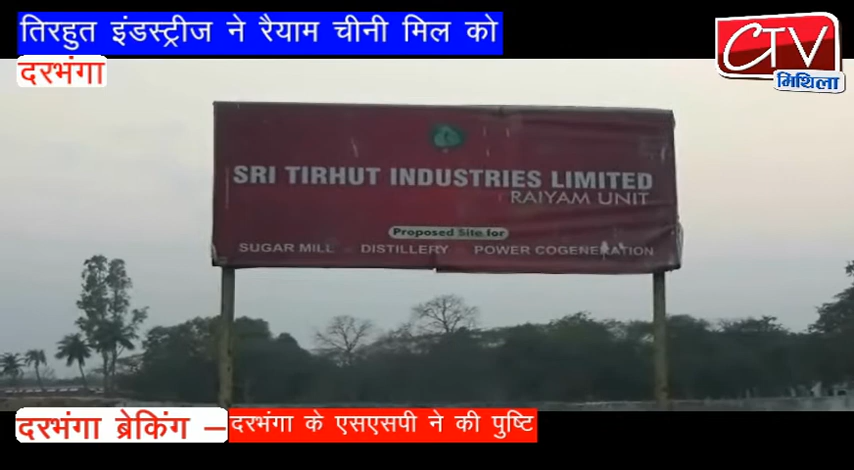 तिरहुत इंडस्ट्रीज ने रैयाम चीनी मिल को
दरभंगा
CTV
मिथिला
SRI TIRHUT INDUSTRIES LIMITED
RAIYAM UNIT
Proposed Site for
SUGAR MILL DISTILLERY POWER COGENERATION
दरभंगा ब्रेकिंग – दरभंगा के एसएसपी ने की पुष्टि